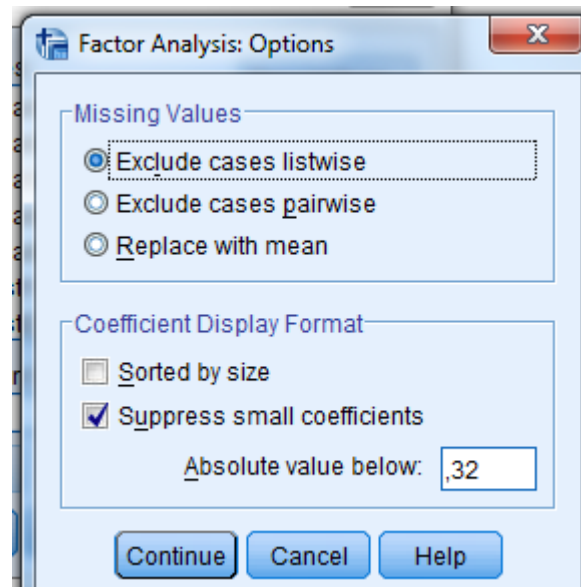 Factor Analysis: Options
Missing Values
Exclude cases listwise
Exclude cases pairwise
Replace with mean
Coefficient Display Format
Sorted by size
Suppress small coefficients
Absolute value below: ,32
Continue Cancel Help